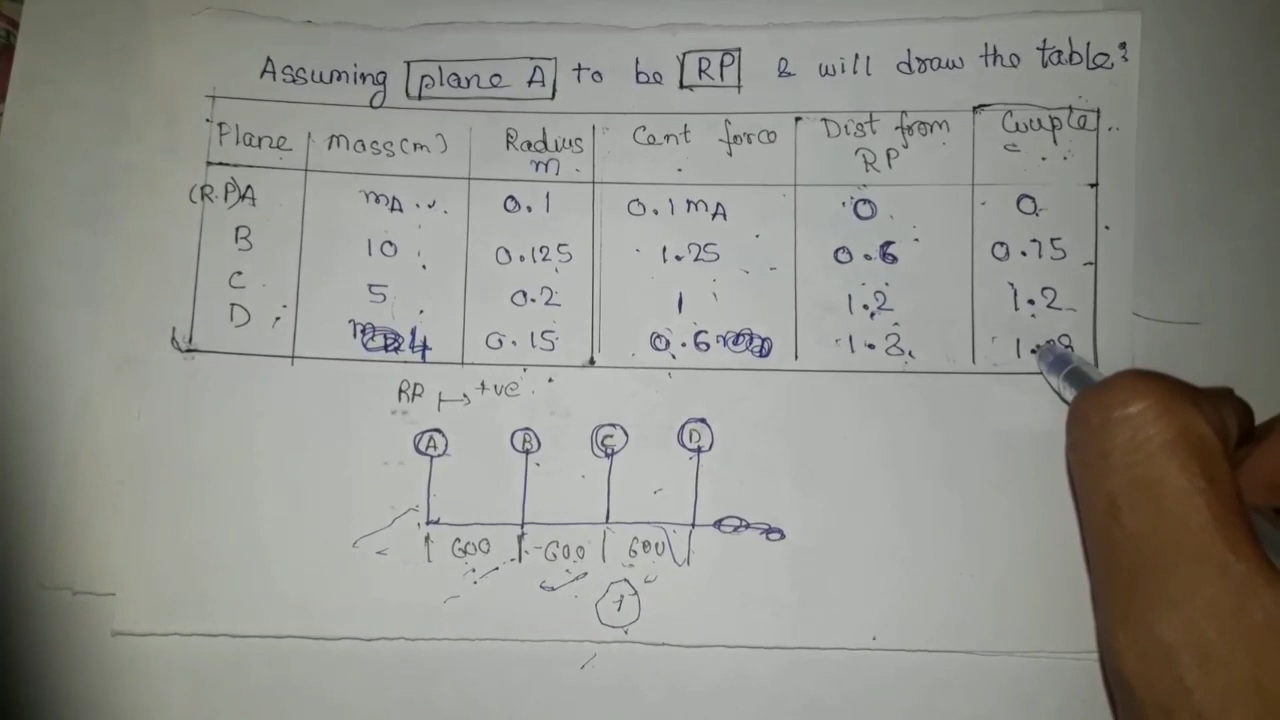 Assuming plane A to be RP & will draw the table:
Plane Mass(m) Radius m. Cent force Dist from RP Couple
(R.P)A mA 0.1 0.1mA 0 0
B 10 0.125 1.25 0.6 0.75
C 5 0.2 1 1.2 1.2
D 4 0.15 0.6 1.8
RP ↦ +ve
A B C D
600 600 600
+